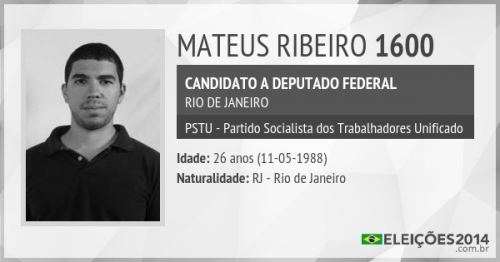 MATEUS RIBEIRO 1600
CANDIDATO A DEPUTADO FEDERAL
RIO DE JANEIRO
PSTU - Partido Socialista dos Trabalhadores Unificado
Idade: 26 anos (11-05-1988)
Naturalidade: RJ - Rio de Janeiro
ELEIÇÕES2014
.com.br